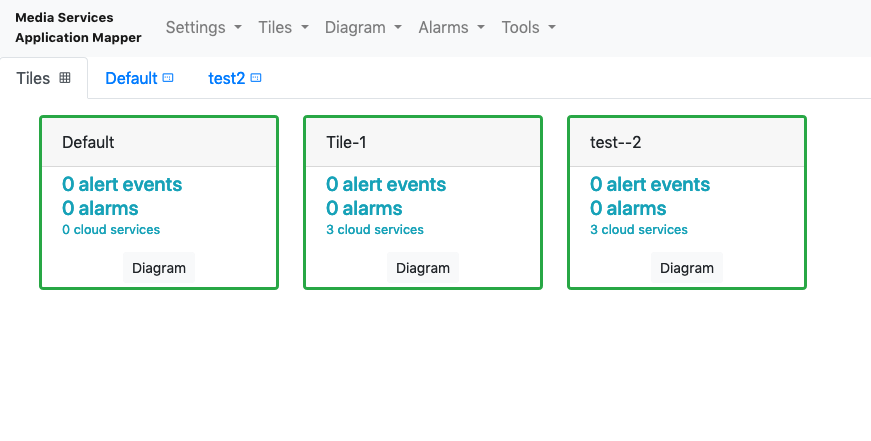 Media Services
Application Mapper
Settings Tiles Diagram Alarms Tools
Tiles Default test2
Default
0 alert events
0 alarms
0 cloud services
Diagram
Tile-1
0 alert events
0 alarms
3 cloud services
Diagram
test--2
0 alert events
0 alarms
3 cloud services
Diagram